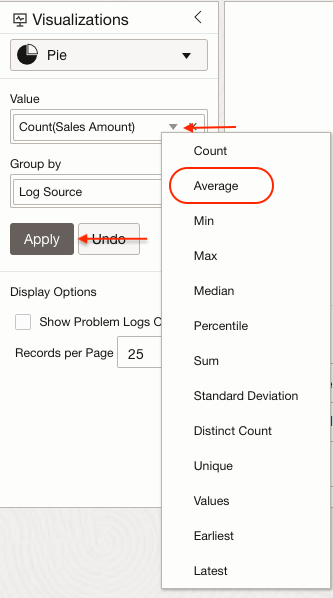 Visualizations
Pie
Value
Count(Sales Amount)
Count
Group by
Average
Log Source
Min
Apply
Undo
Max
Display Options
Median
Show Problem Logs
Percentile
Records per Page
25
Sum
Standard Deviation
Distinct Count
Unique
Values
Earliest
Latest